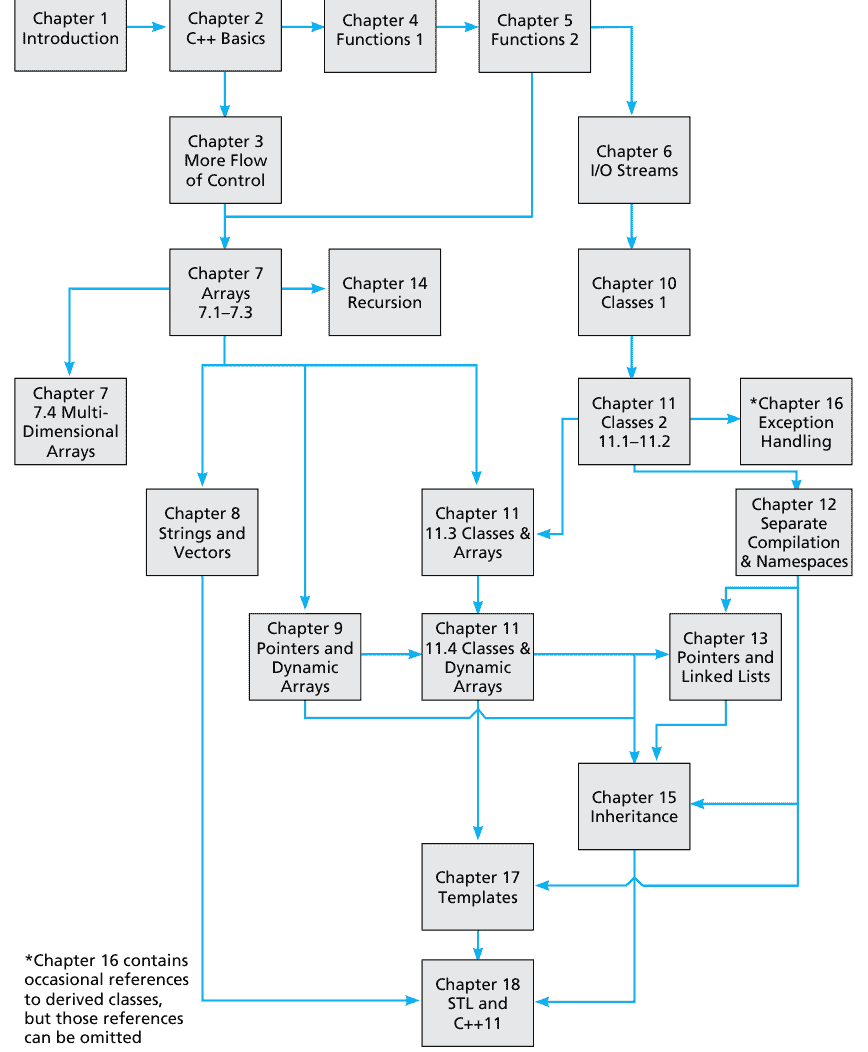 Chapter 1
Introduction
Chapter 2
C++ Basics
Chapter 4
Functions 1
Chapter 5
Functions 2
Chapter 3
More Flow
of Control
Chapter 6
I/O Streams
Chapter 7
Arrays
7.1–7.3
Chapter 14
Recursion
Chapter 10
Classes 1
Chapter 7
7.4 Multi-
Dimensional
Arrays
Chapter 11
Classes 2
11.1–11.2
*Chapter 16
Exception
Handling
Chapter 8
Strings and
Vectors
Chapter 11
11.3 Classes &
Arrays
Chapter 12
Separate
Compilation
& Namespaces
Chapter 9
Pointers and
Dynamic
Arrays
Chapter 11
11.4 Classes &
Dynamic
Arrays
Chapter 13
Pointers and
Linked Lists
Chapter 15
Inheritance
Chapter 17
Templates
*Chapter 16 contains
occasional references
to derived classes,
but those references
can be omitted
Chapter 18
STL and
C++11